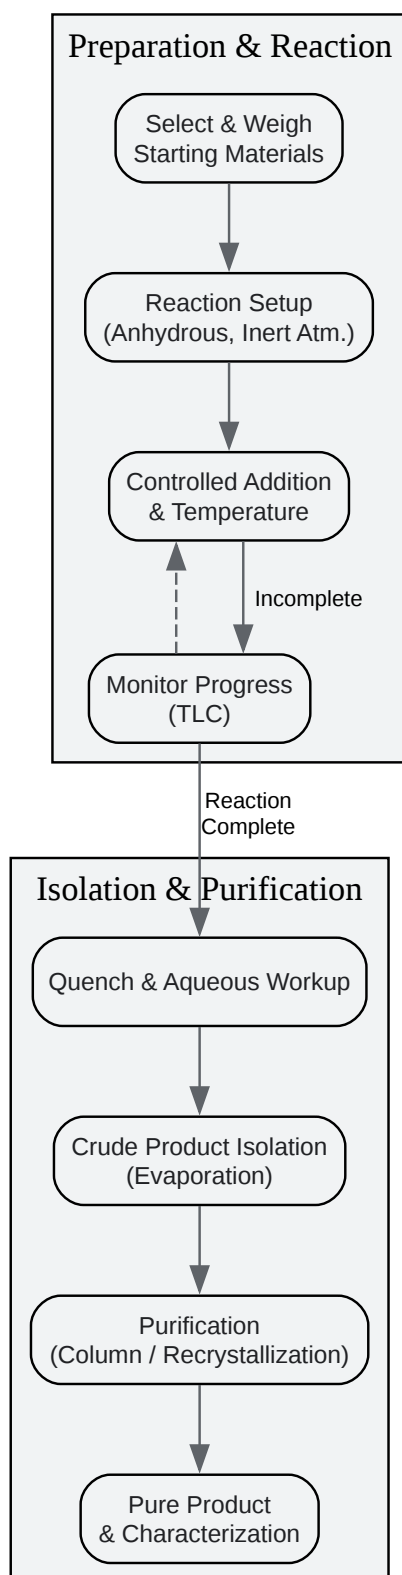 Preparation & Reaction
Select & Weigh
Starting Materials
Reaction Setup
(Anhydrous, Inert Atm.)
Controlled Addition
& Temperature
Incomplete
Monitor Progress
(TLC)
Reaction
Complete
Isolation & Purification
Quench & Aqueous Workup
Crude Product Isolation
(Evaporation)
Purification
(Column / Recrystallization)
Pure Product
& Characterization